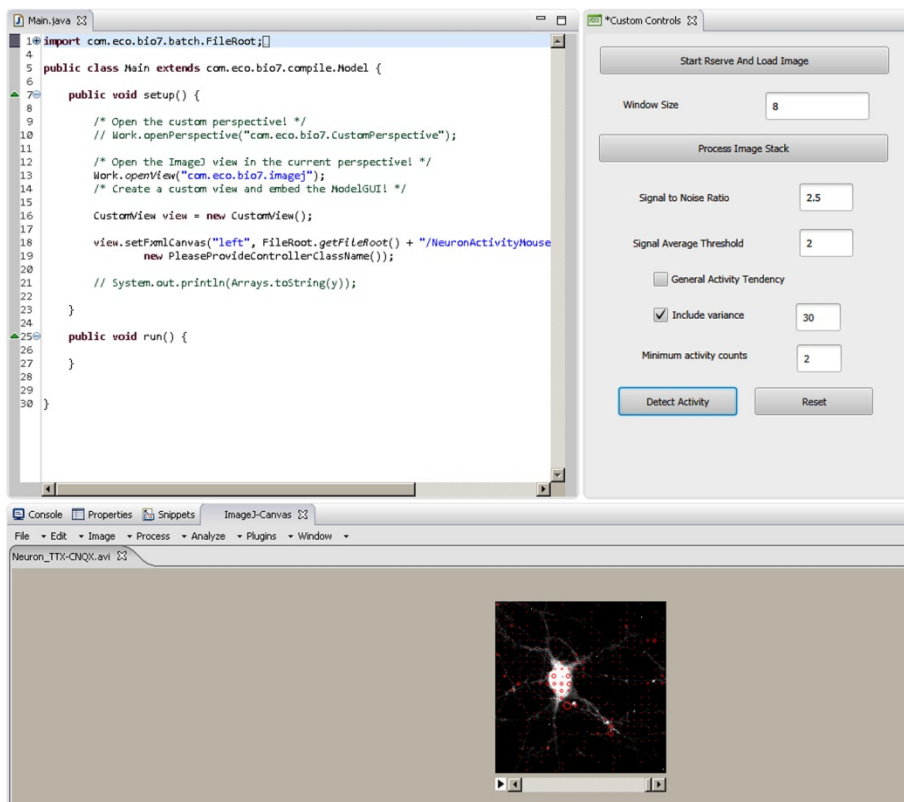 Main.java
1 import com.eco.bio7.batch.FileRoot;
4
5 public class Main extends com.eco.bio7.compile.Model {
6
7 public void setup() {
8
9 /* Open the custom perspective! */
10 // Work.openPerspective("com.eco.bio7.CustomPerspective");
11
12 /* Open the ImageJ view in the current perspective! */
13 Work.openView("com.eco.bio7.imagej");
14 /* Create a custom view and embed the ModelGUI! */
15
16 CustomView view = new CustomView();
17
18 view.setFxmlCanvas("left", FileRoot.getFileRoot() + "/NeuronActivityMouse
19 new PleaseProvideControllerClassName());
20
21 // System.out.println(Arrays.toString(y));
22
23 }
24
25 public void run() {
26
27 }
28
29
30 }
*Custom Controls
Start Rserve And Load Image
Window Size 8
Process Image Stack
Signal to Noise Ratio 2.5
Signal Average Threshold 2
General Activity Tendency
Include variance 30
Minimum activity counts 2
Detect Activity Reset
Console Properties Snippets ImageJ-Canvas
File Edit Image Process Analyze Plugins Window
Neuron_TTX-CNQX.avi